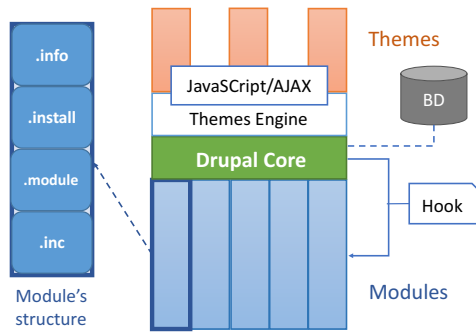 .info
.install
.module
.inc
Module's
structure
JavaSCript/AJAX
Themes Engine
Drupal Core
Themes
BD
Hook
Modules